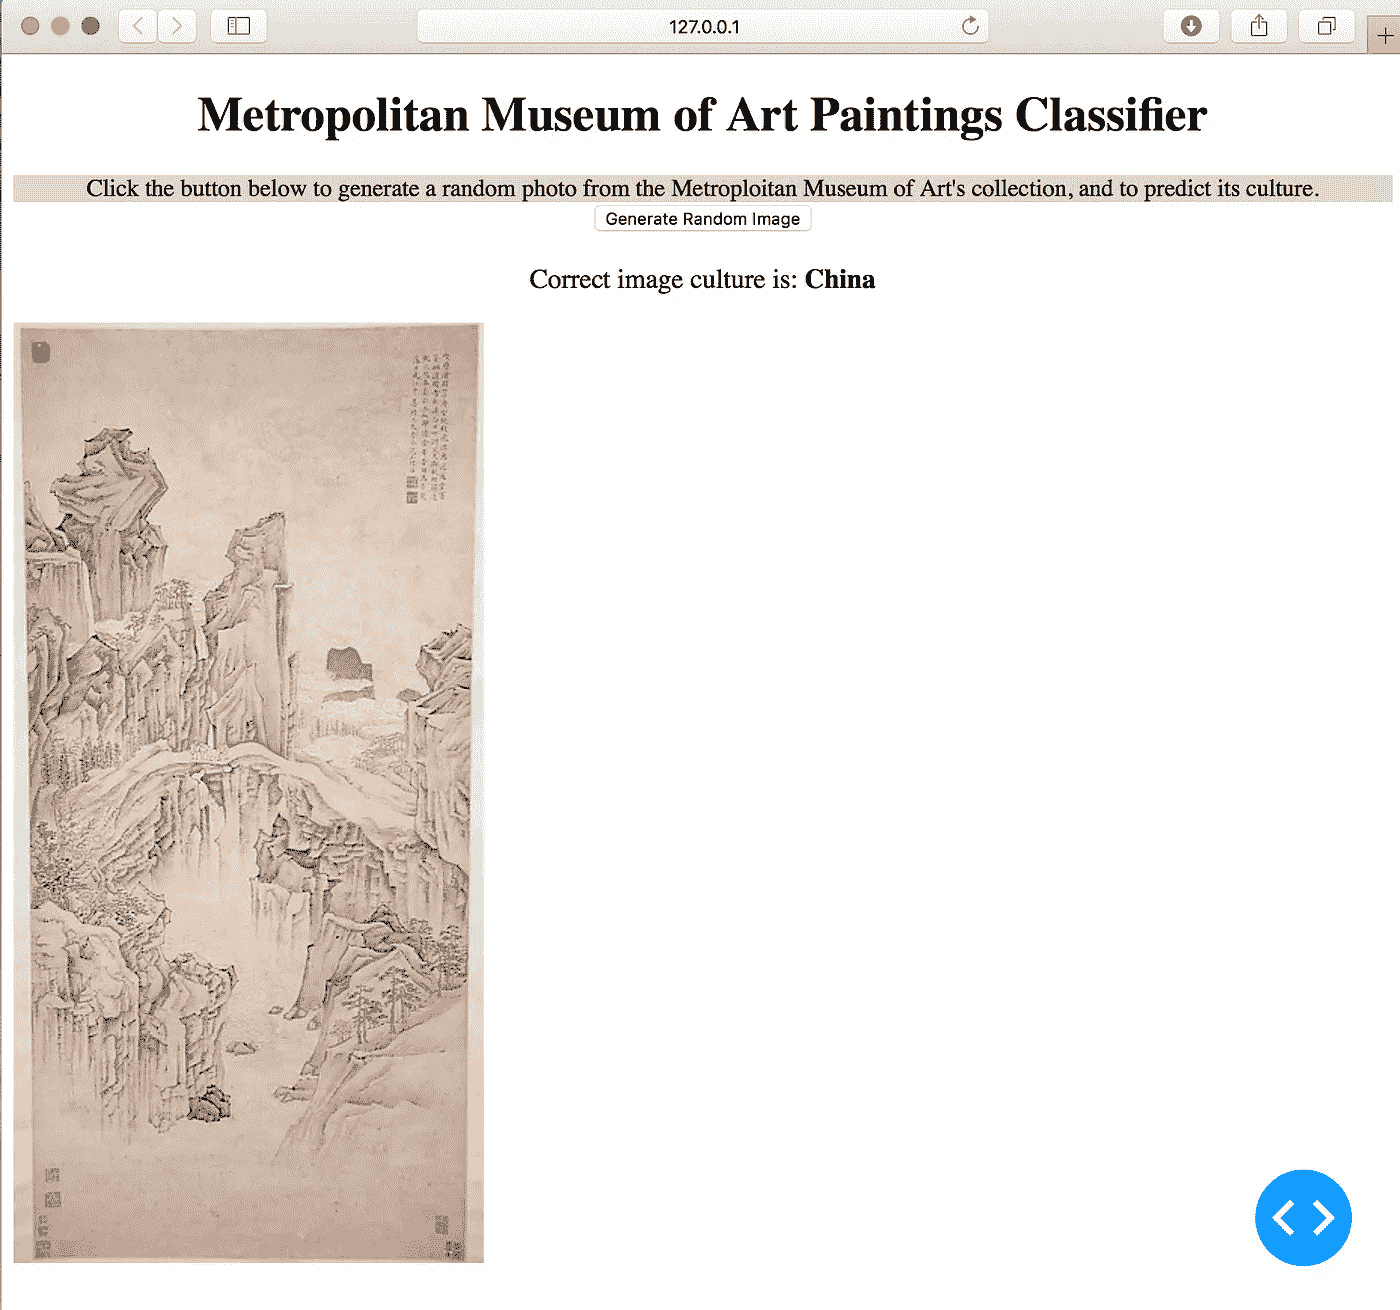 127.0.0.1
Metropolitan Museum of Art Paintings Classifier
Click the button below to generate a random photo from the Metroploitan Museum of Art's collection, and to predict its culture.
Generate Random Image
Correct image culture is: China